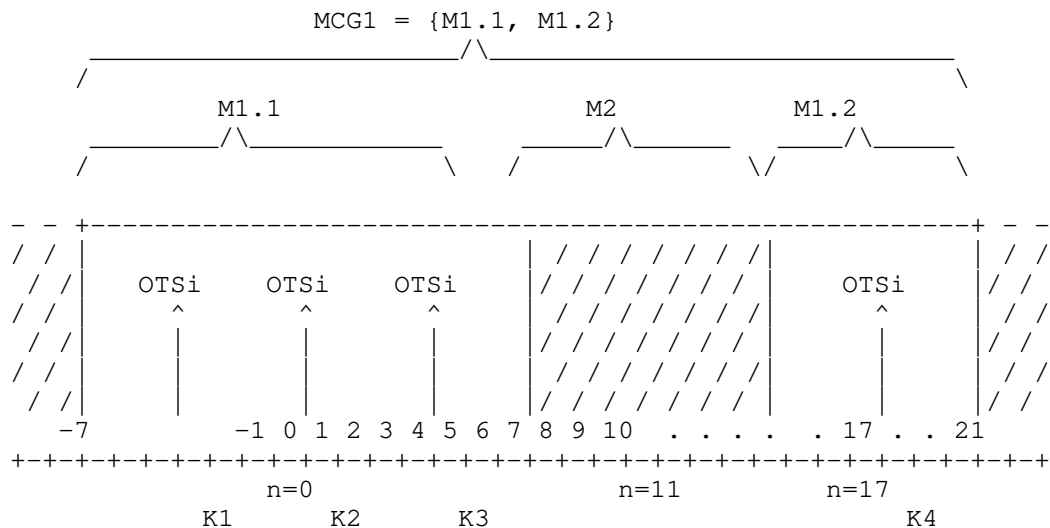 MCG1 = {M1.1, M1.2}
M1.1 M2 M1.2
OTSi OTSi OTSi OTSi
-7 -1 0 1 2 3 4 5 6 7 8 9 10 . . . . . 17 . . 21
n=0 n=11 n=17
K1 K2 K3 K4